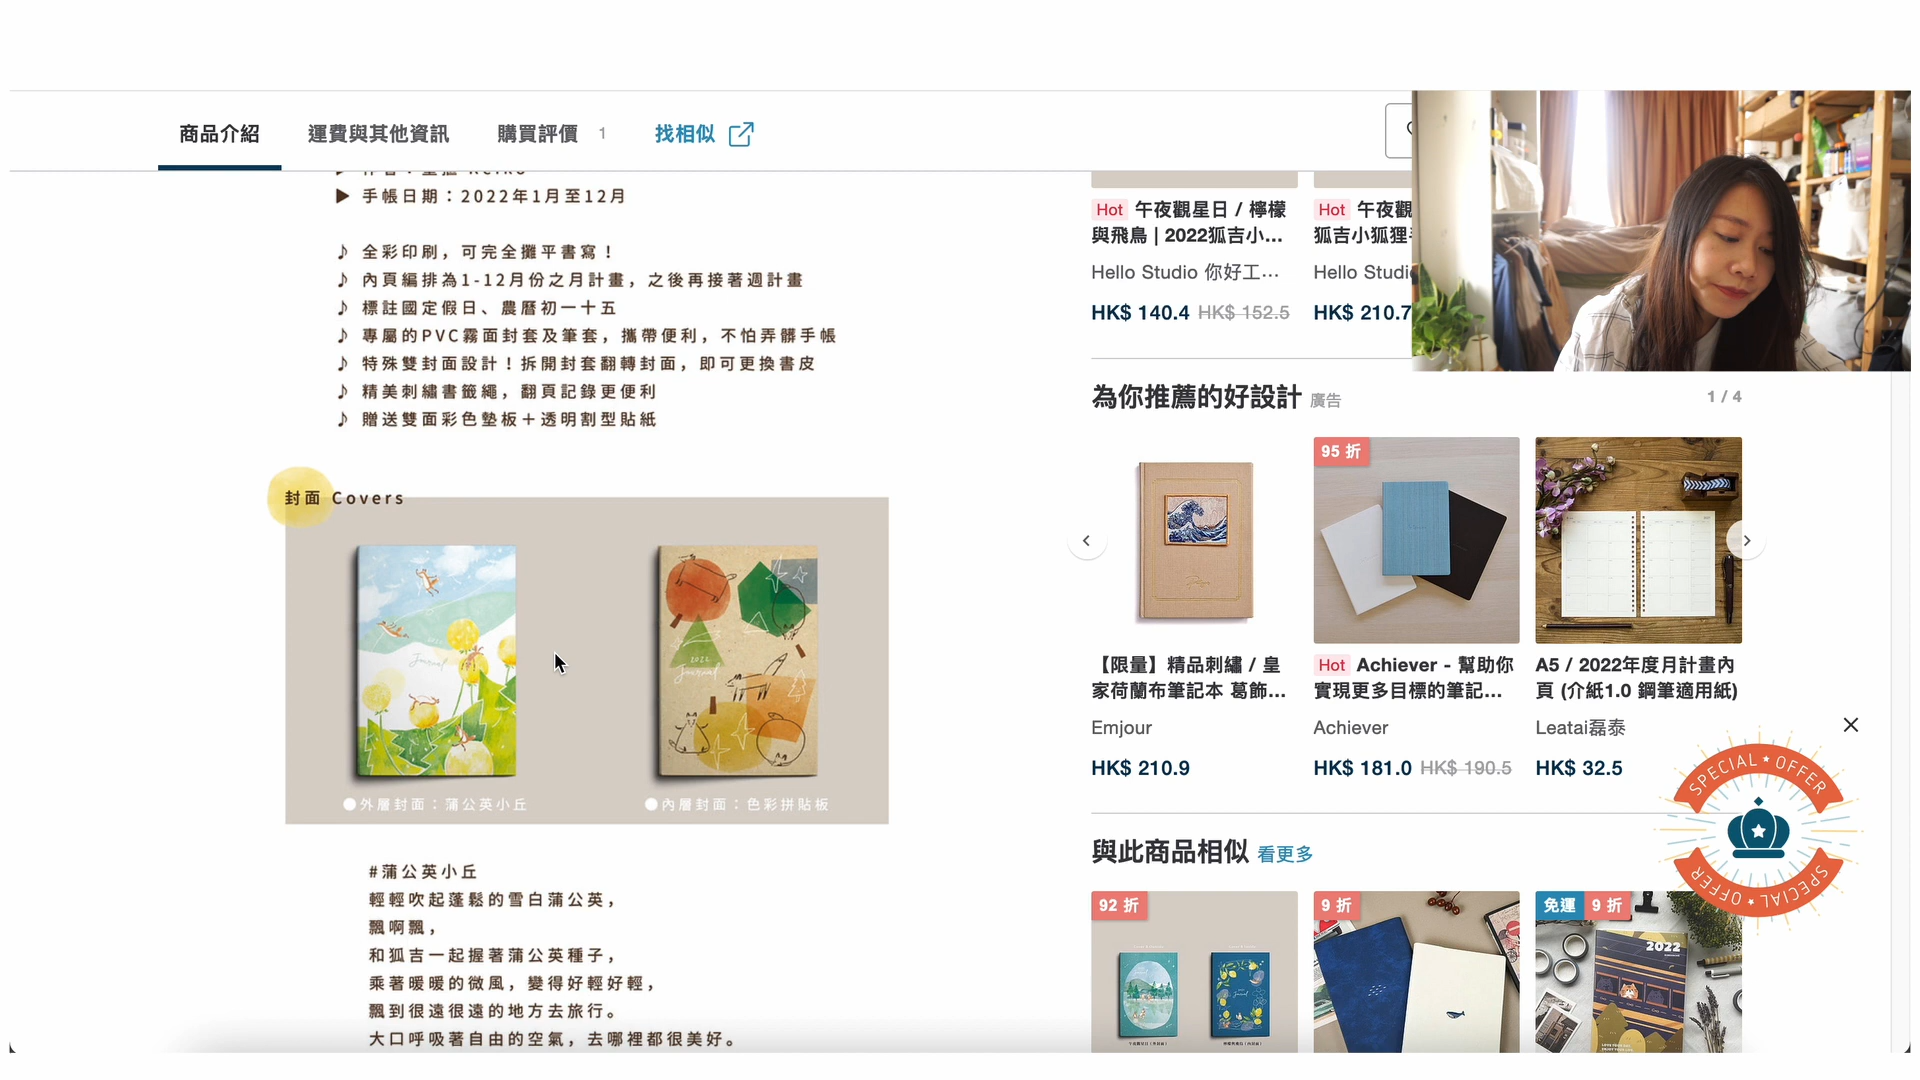 商品介紹
運費與其他資訊
購買評價 1
找相似
▶ 手帳日期：2022年1月至12月
♪ 全彩印刷，可完全攤平書寫！
♪ 內頁編排為1-12月份之月計畫，之後再接著週計畫
♪ 標註國定假日、農曆初一十五
♪ 專屬的PVC霧面封套及筆套，攜帶便利，不怕弄髒手帳
♪ 特殊雙封面設計！拆開封套翻轉封面，即可更換書皮
♪ 精美刺繡書籤繩，翻頁記錄更便利
♪ 贈送雙面彩色墊板＋透明割型貼紙
封面 Covers
2022
Journal
●外層封面：蒲公英小丘
●內層封面：色彩拼貼板
#蒲公英小丘
輕輕吹起蓬鬆的雪白蒲公英，
飄啊飄，
和狐吉一起握著蒲公英種子，
乘著暖暖的微風，變得好輕好輕，
飄到很遠很遠的地方去旅行。
大口呼吸著自由的空氣，去哪裡都很美好。
Hot 午夜觀星日 / 檸檬
與飛鳥 | 2022狐吉小...
Hello Studio 你好工...
HK$ 140.4 HK$ 152.5
Hot 午夜觀
狐吉小狐狸
Hello Studi
HK$ 210.7
為你推薦的好設計 廣告
1 / 4
【限量】精品刺繡 / 皇
家荷蘭布筆記本 葛飾...
Emjour
HK$ 210.9
95 折
Hot Achiever - 幫助你
實現更多目標的筆記...
Achiever
HK$ 181.0 HK$ 190.5
A5 / 2022年度月計畫內
頁 (介紙1.0 鋼筆適用紙)
Leatai磊泰
HK$ 32.5
SPECIAL ★ OFFER
SPECIAL ★ OFFER
與此商品相似 看更多
92 折
9 折
免運 9 折
2022